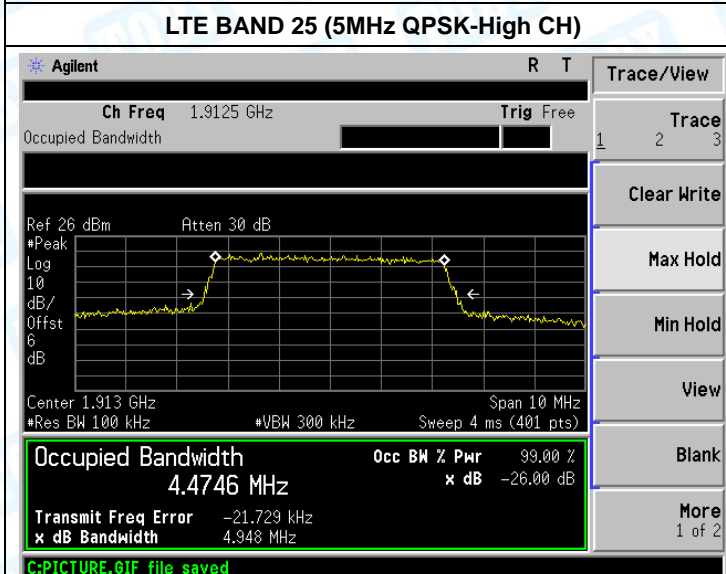 LTE BAND 25 (5MHz QPSK-High CH)
Agilent R T
Trace/View
Ch Freq 1.9125 GHz Trig Free
Occupied Bandwidth
Trace
1 2 3
Clear Write
Ref 26 dBm Atten 30 dB
#Peak
Log
10
dB/
Offst
6
dB
Max Hold
Min Hold
Center 1.913 GHz Span 10 MHz
#Res BW 100 kHz #VBW 300 kHz Sweep 4 ms (401 pts)
View
Occupied Bandwidth Occ BW % Pwr 99.00 %
4.4746 MHz x dB -26.00 dB
Blank
Transmit Freq Error -21.729 kHz
x dB Bandwidth 4.948 MHz
More
1 of 2
C:PICTURE.GIF file saved